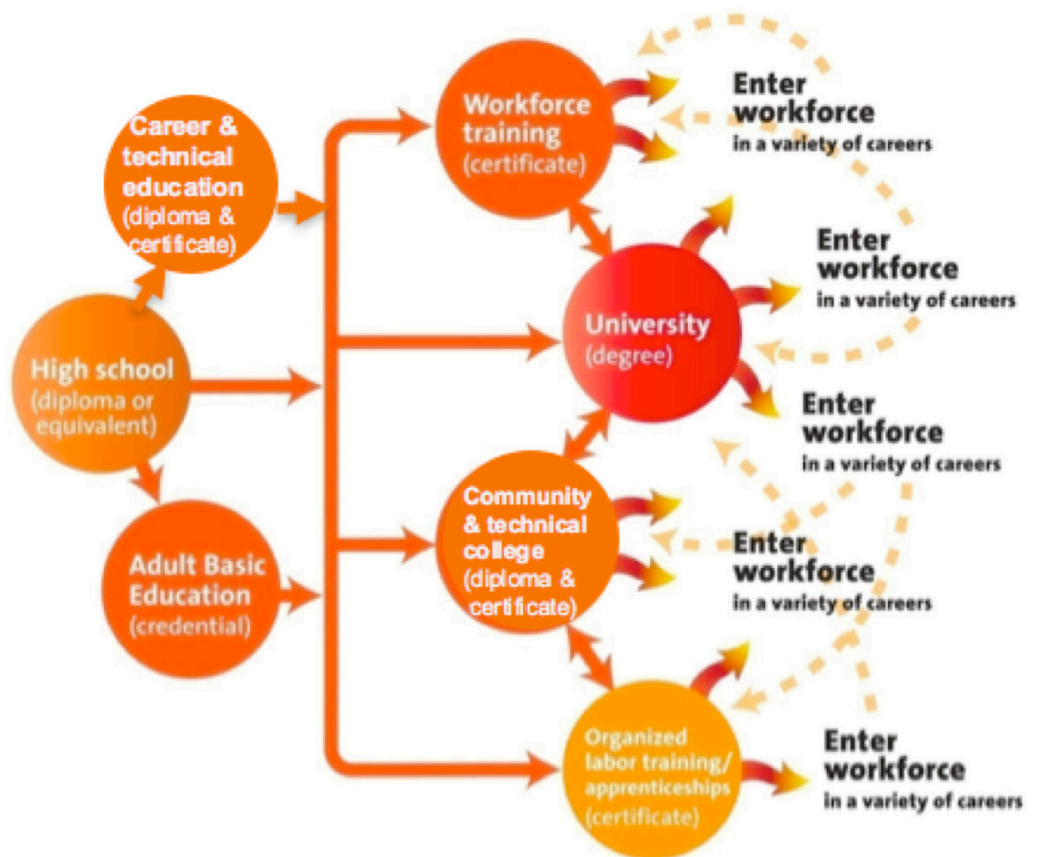 Career &
technical
education
(diploma &
certificate)
High school
(diploma or
equivalent)
Adult Basic
Education
(credential)
Workforce
training
(certificate)
University
(degree)
Community
& technical
college
(diploma &
certificate)
Organized
labor training/
apprenticeships
(certificate)
Enter
workforce
in a variety of careers
Enter
workforce
in a variety of careers
Enter
workforce
in a variety of careers
Enter
workforce
in a variety of careers
Enter
workforce
in a variety of careers